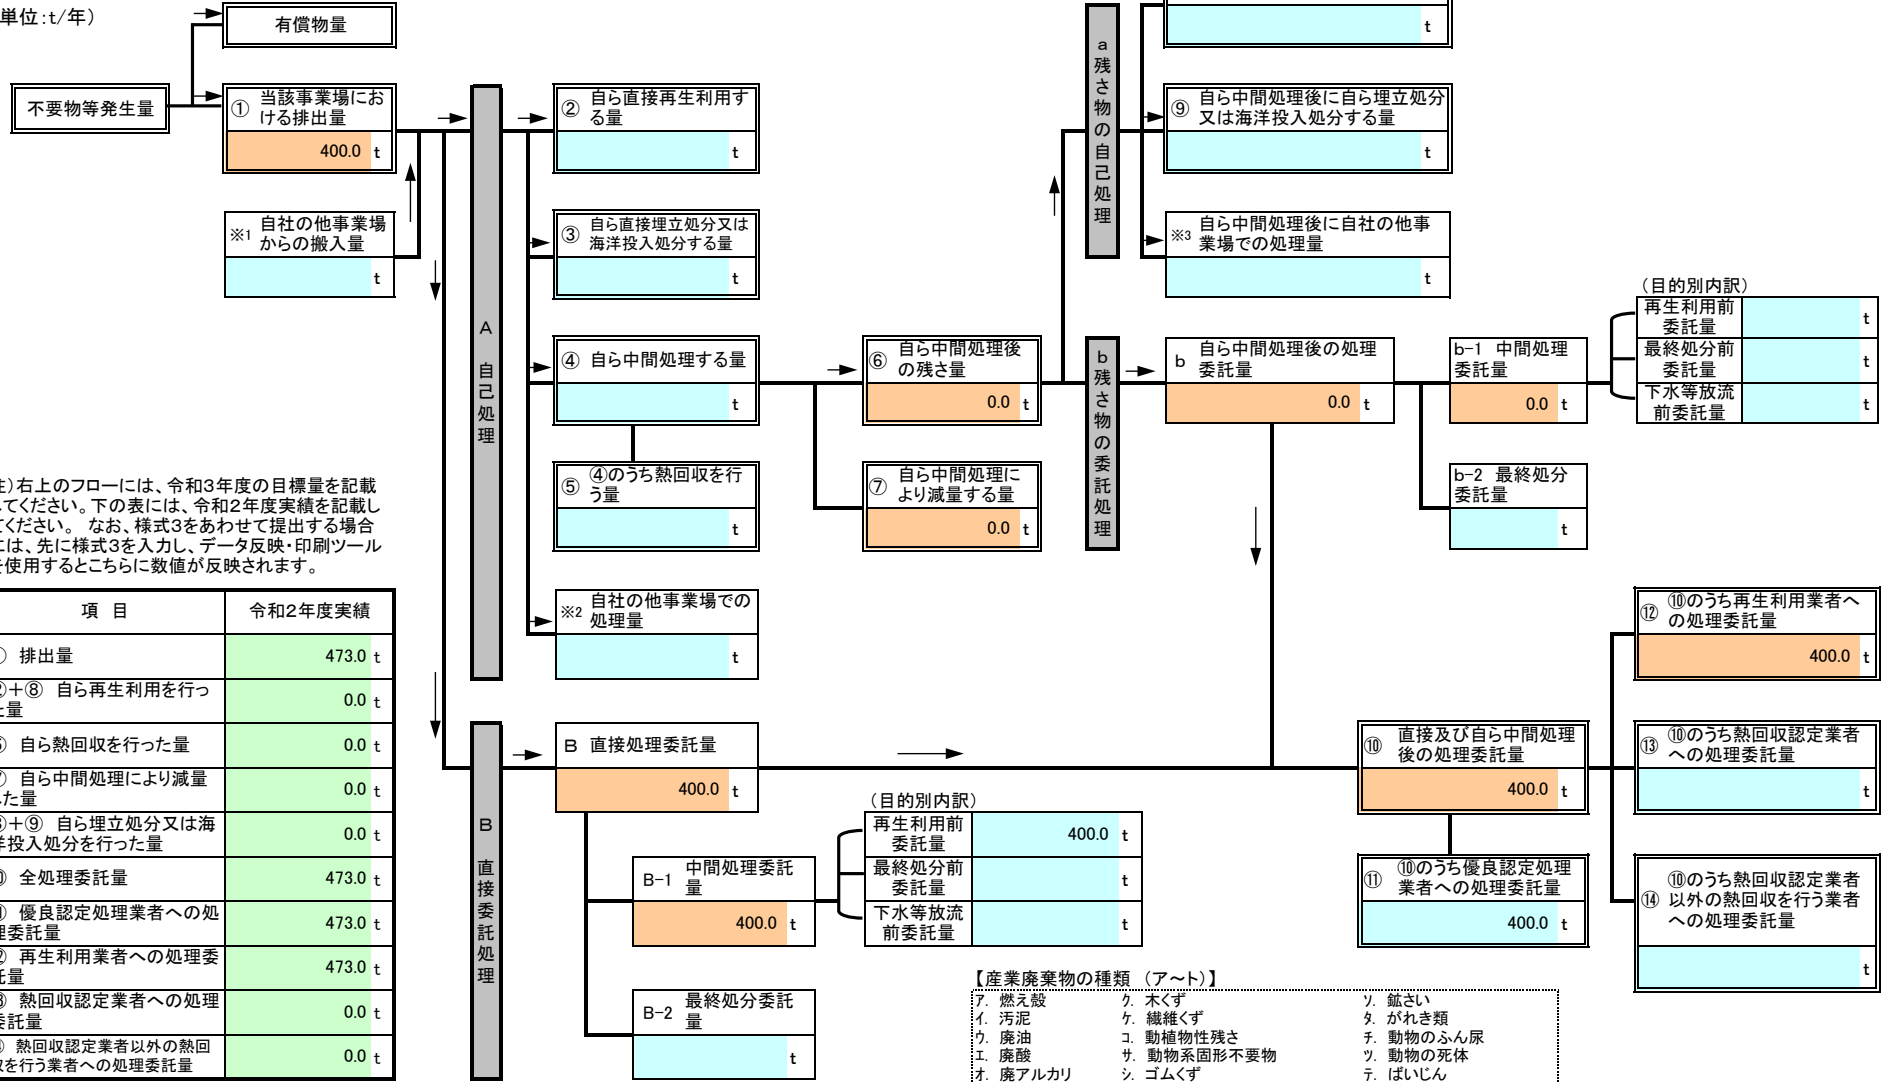 単位:t/年）
有償物量
不要物等発生量
① 当該事業場にお
ける排出量
400.0 t
※1 自社の他事業場
からの搬入量
t
A 自己処理
② 自ら直接再生利用す
る量
t
③ 自ら直接埋立処分又は
海洋投入処分する量
t
④ 自ら中間処理する量
t
⑤ ④のうち熱回収を行
う量
t
※2 自社の他事業場での
処理量
t
⑥ 自ら中間処理後
の残さ量
0.0 t
⑦ 自ら中間処理に
より減量する量
0.0 t
a残さ物の自己処理
t
⑨ 自ら中間処理後に自ら埋立処分
又は海洋投入処分する量
t
※3 自ら中間処理後に自社の他事
業場での処理量
t
b残さ物の委託処理
b 自ら中間処理後の処理
委託量
0.0 t
b-1 中間処理
委託量
0.0 t
b-2 最終処分
委託量
t
（目的別内訳）
再生利用前
委託量
t
最終処分前
委託量
t
下水等放流
前委託量
t
注）右上のフローには、令和3年度の目標量を記載
してください。下の表には、令和2年度実績を記載し
てください。 なお、様式3をあわせて提出する場合
には、先に様式3を入力し、データ反映・印刷ツール
を使用するとこちらに数値が反映されます。
項 目 令和2年度実績
排出量 473.0 t
②＋⑧ 自ら再生利用を行っ
た量 0.0 t
⑤ 自ら熱回収を行った量 0.0 t
⑦ 自ら中間処理により減量
した量 0.0 t
③＋⑨ 自ら埋立処分又は海
洋投入処分を行った量 0.0 t
⑩ 全処理委託量 473.0 t
⑪ 優良認定処理業者への処
理委託量 473.0 t
⑫ 再生利用業者への処理委
託量 473.0 t
⑬ 熱回収認定業者への処理
委託量 0.0 t
⑭ 熱回収認定業者以外の熱回
収を行う業者への処理委託量 0.0 t
B 直接委託処理
B 直接処理委託量
400.0 t
B-1 中間処理委託
量
400.0 t
B-2 最終処分委託
量
t
（目的別内訳）
再生利用前
委託量
400.0 t
最終処分前
委託量
t
下水等放流
前委託量
t
⑩ 直接及び自ら中間処理
後の処理委託量
400.0 t
⑪ ⑩のうち優良認定処理
業者への処理委託量
400.0 t
⑫ ⑩のうち再生利用業者へ
の処理委託量
400.0 t
⑬ ⑩のうち熱回収認定業者
への処理委託量
t
⑭ ⑩のうち熱回収認定業者
以外の熱回収を行う業者
への処理委託量
t
【産業廃棄物の種類 （ア～ト）】
ア. 燃え殻 ク. 木くず ソ. 鉱さい
イ. 汚泥 ケ. 繊維くず タ. がれき類
ウ. 廃油 コ. 動植物性残さ チ. 動物のふん尿
エ. 廃酸 サ. 動物系固形不要物 ツ. 動物の死体
オ. 廃アルカリ シ. ゴムくず テ. ばいじん